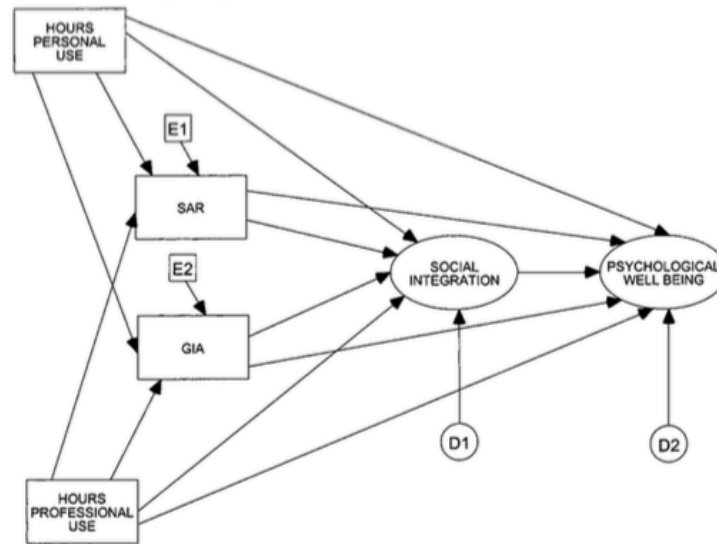 HOURS
PERSONAL
USE
E1
SAR
E2
SOCIAL
INTEGRATION
PSYCHOLOGICAL
WELL BEING
GIA
D1
D2
HOURS
PROFESSIONAL
USE